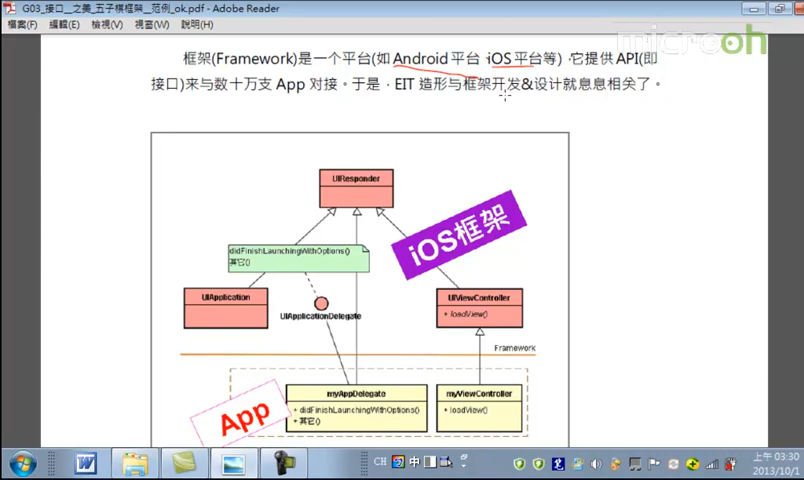 G03_接口__之美_五子棋框架__范例_ok.pdf - Adobe Reader
檔案(F) 編輯(E) 檢視(V) 視窗(W) 說明(H)
microoh
框架(Framework)是一个平台(如 Android 平台，iOS 平台等)，它提供 API(即
接口)来与数十万支 App 对接。于是，EIT 造形与框架开发&设计就息息相关了。
UIResponder
iOS框架
didFinishLaunchingWithOptions()
其它()
UIApplication
UIApplicationDelegate
UIViewController
+ loadView()
Framework
App
myAppDelegate
+ didFinishLaunchingWithOptions()
+ 其它()
myViewController
+ loadView()
CH 中
上午 03:30
2013/10/1